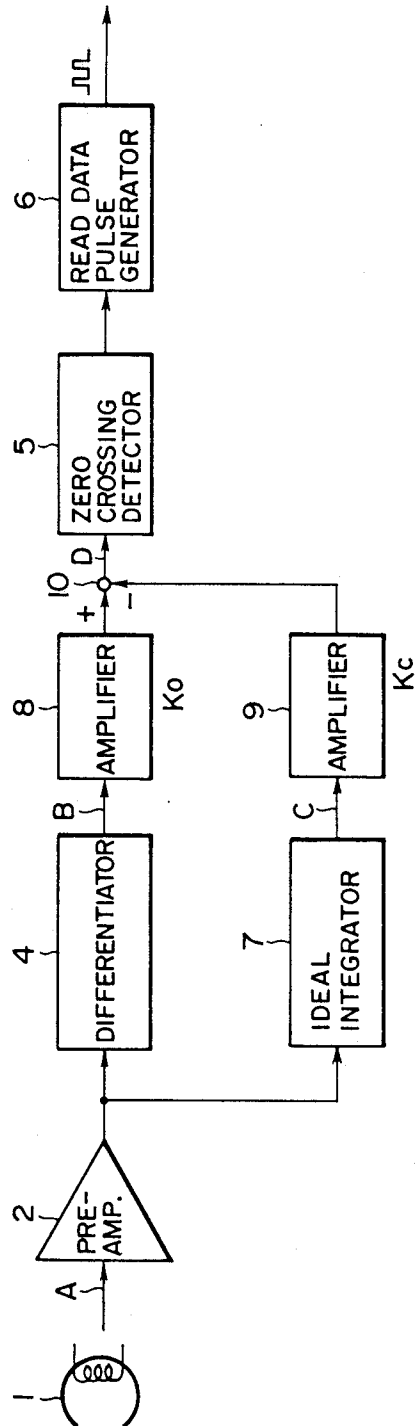 1
A
2
PRE-
AMP.
4
DIFFERENTIATOR
B
8
AMPLIFIER
Ko
+
-
10
D
5
ZERO
CROSSING
DETECTOR
6
READ DATA
PULSE
GENERATOR
7
IDEAL
INTEGRATOR
C
9
AMPLIFIER
Kc